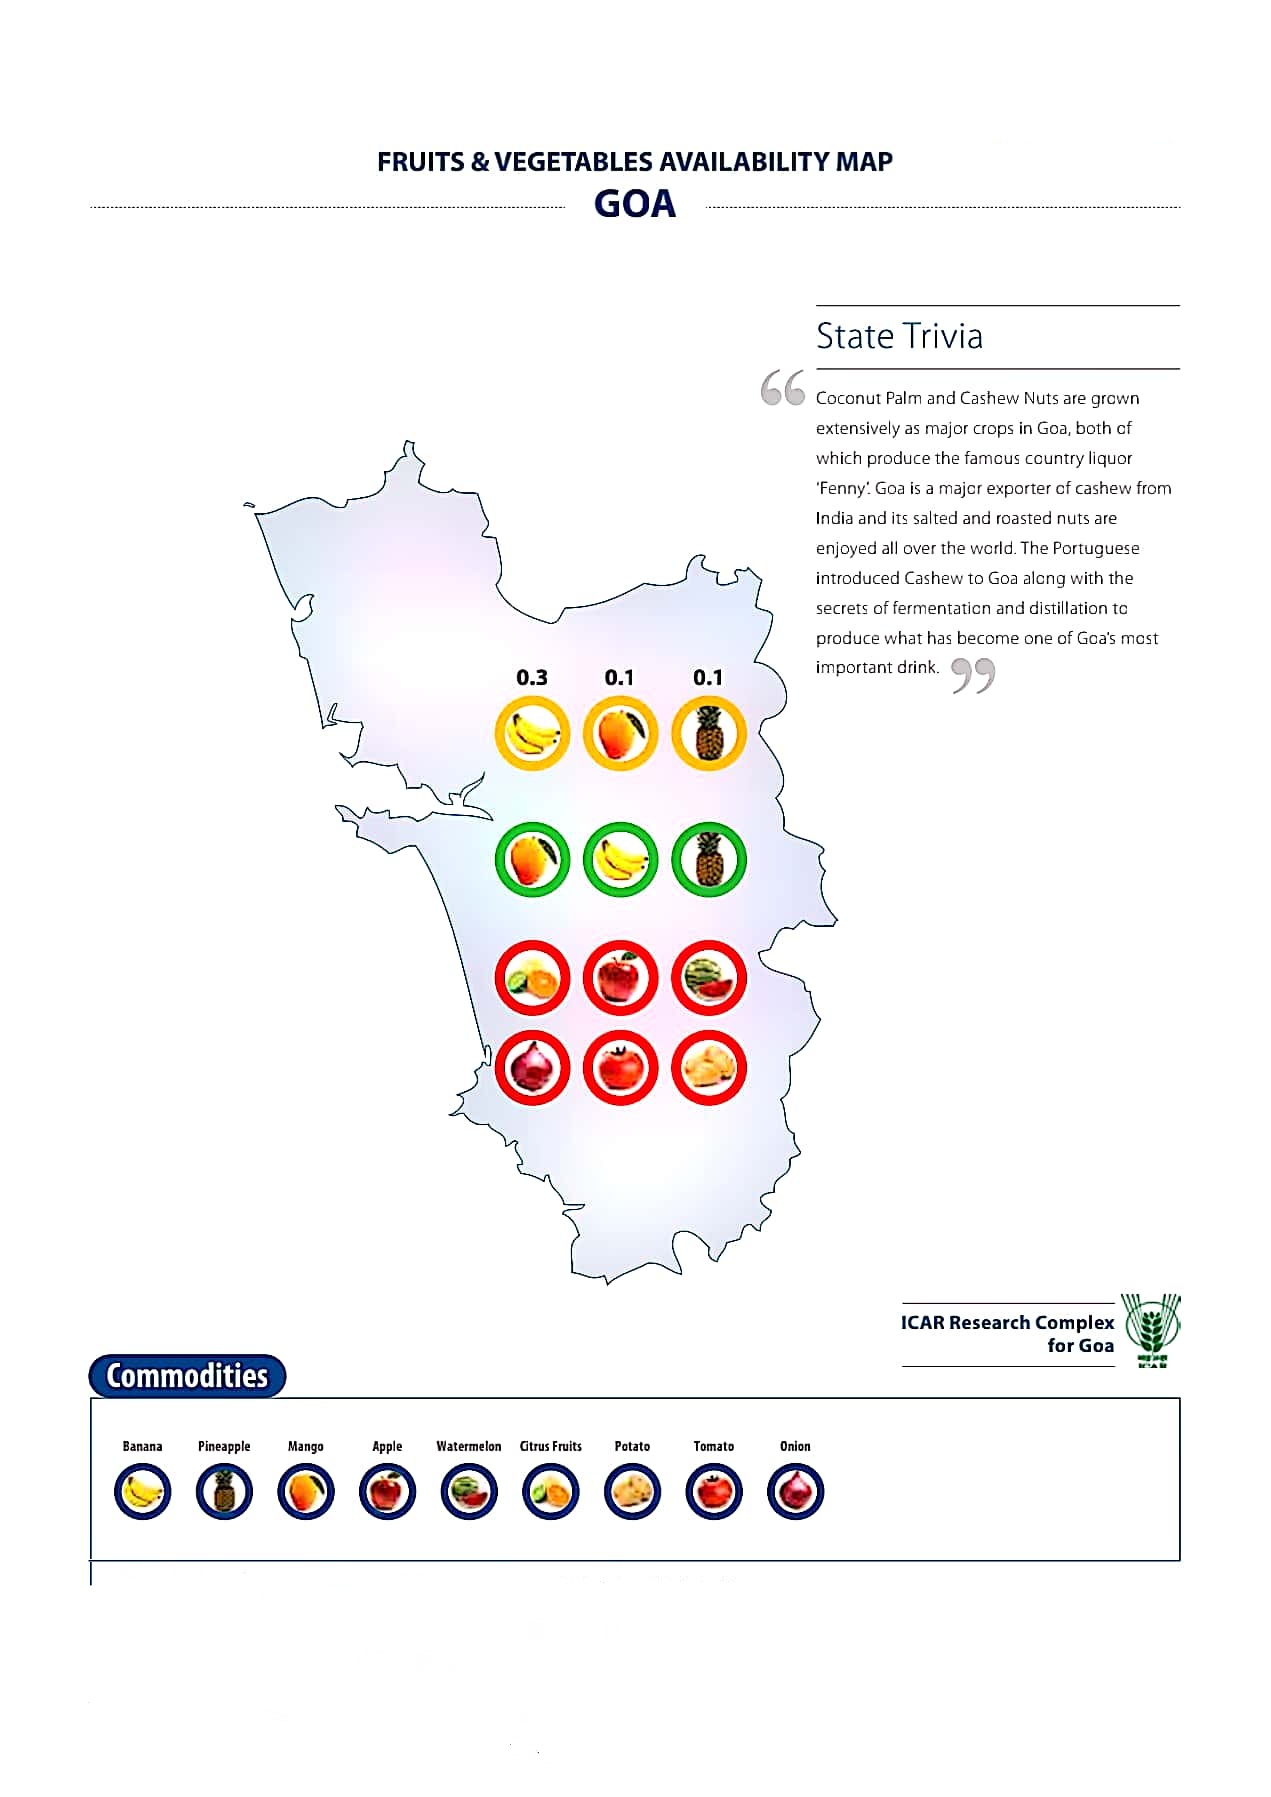 FRUITS & VEGETABLES AVAILABILITY MAP
GOA
State Trivia
“ Coconut Palm and Cashew Nuts are grown
extensively as major crops in Goa, both of
which produce the famous country liquor
‘Fenny’. Goa is a major exporter of cashew from
India and its salted and roasted nuts are
enjoyed all over the world. The Portuguese
introduced Cashew to Goa along with the
secrets of fermentation and distillation to
produce what has become one of Goa's most
important drink. ”
0.3 0.1 0.1
ICAR Research Complex
for Goa
ICAR
Commodities
Banana Pineapple Mango Apple Watermelon Citrus Fruits Potato Tomato Onion